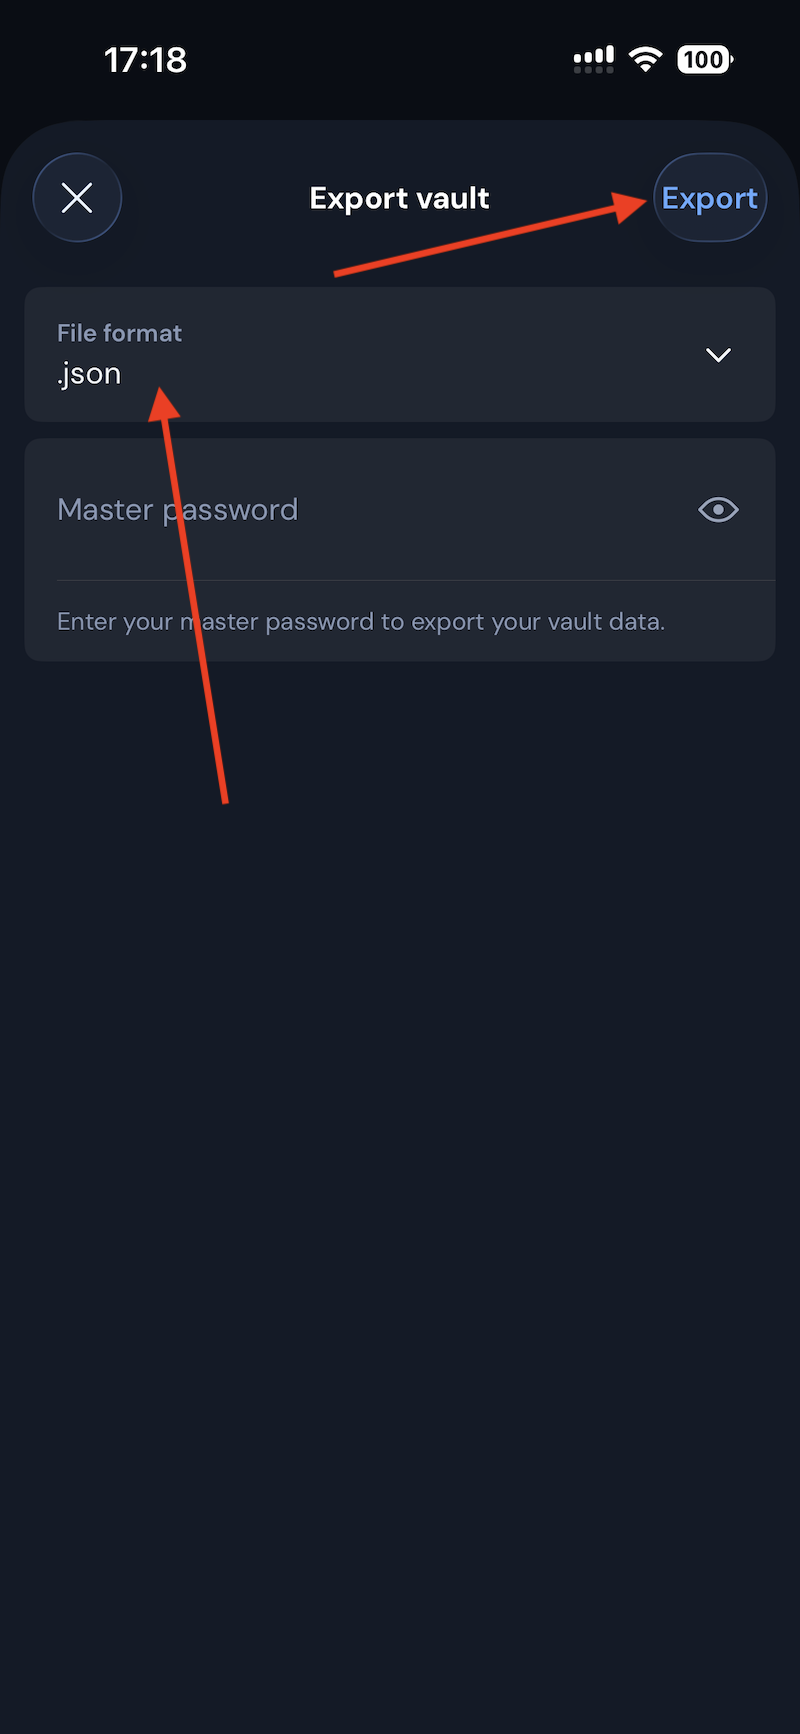 17:18
100
Export vault
Export
File format
.json
Master password
Enter your master password to export your vault data.